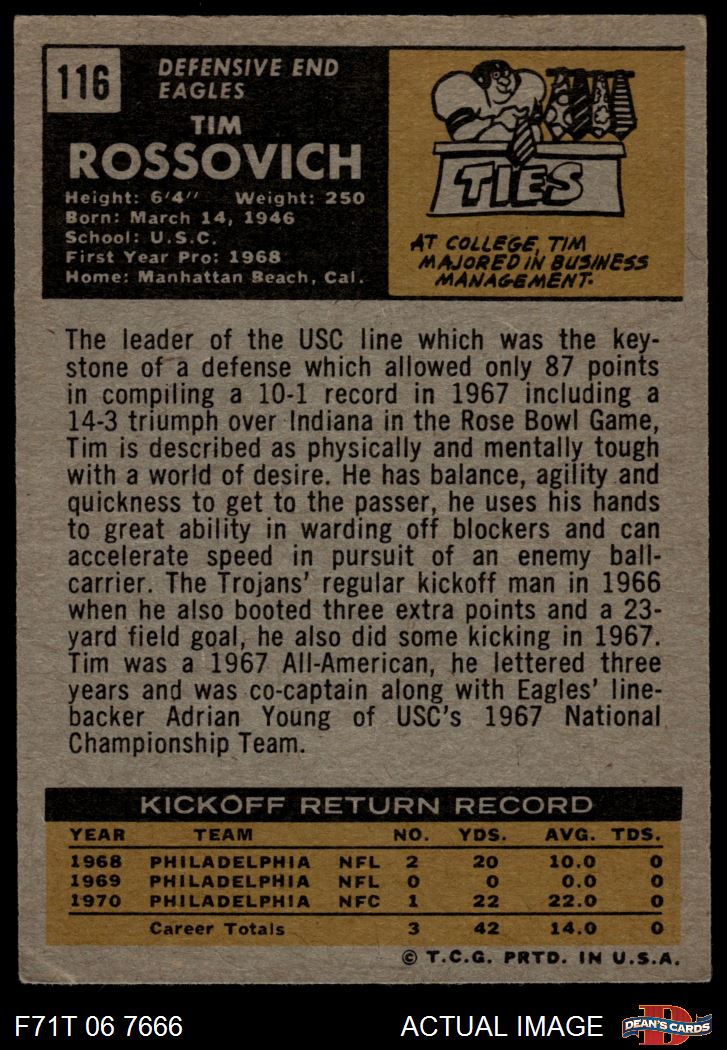 116
DEFENSIVE END
EAGLES
TIM
ROSSOVICH
Height: 6'4" Weight: 250
Born: March 14, 1946
School: U.S.C.
First Year Pro: 1968
Home: Manhattan Beach, Cal.
TIES
AT COLLEGE, TIM
MAJORED IN BUSINESS
MANAGEMENT.
The leader of the USC line which was the key-
stone of a defense which allowed only 87 points
in compiling a 10-1 record in 1967 including a
14-3 triumph over Indiana in the Rose Bowl Game,
Tim is described as physically and mentally tough
with a world of desire. He has balance, agility and
quickness to get to the passer, he uses his hands
to great ability in warding off blockers and can
accelerate speed in pursuit of an enemy ball-
carrier. The Trojans' regular kickoff man in 1966
when he also booted three extra points and a 23-
yard field goal, he also did some kicking in 1967.
Tim was a 1967 All-American, he lettered three
years and was co-captain along with Eagles' line-
backer Adrian Young of USC's 1967 National
Championship Team.
KICKOFF RETURN RECORD
YEAR TEAM NO. YDS. AVG. TDS.
1968 PHILADELPHIA NFL 2 20 10.0 0
1969 PHILADELPHIA NFL 0 0 0.0 0
1970 PHILADELPHIA NFC 1 22 22.0 0
Career Totals 3 42 14.0 0
© T.C.G. PRTD. IN U.S.A.
F71T 06 7666 ACTUAL IMAGE
D
DEAN'S CARDS